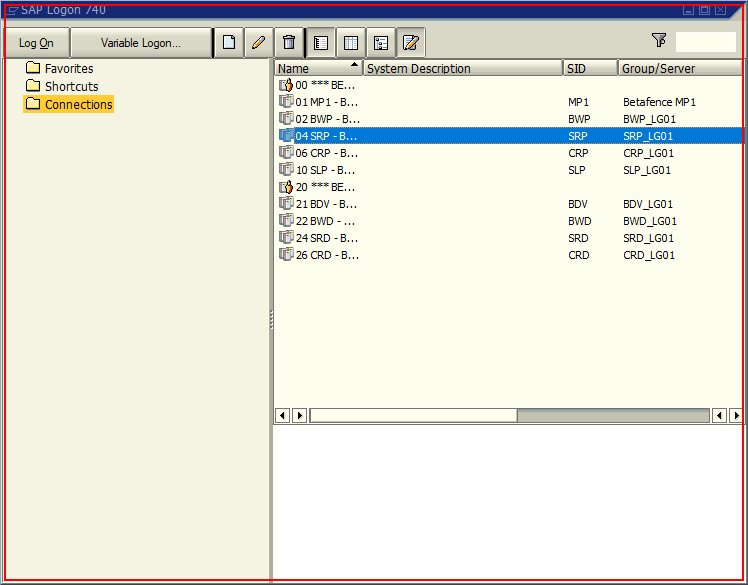 SAP Logon 740
Log On Variable Logon...
Favorites
Shortcuts
Connections
Name System Description SID Group/Server
00 *** BE...
01 MP1 - B... MP1 Betafence MP1
02 BWP - B... BWP BWP_LG01
04 SRP - B... SRP SRP_LG01
06 CRP - B... CRP CRP_LG01
10 SLP - B... SLP SLP_LG01
20 *** BE...
21 BDV - B... BDV BDV_LG01
22 BWD - ... BWD BWD_LG01
24 SRD - B... SRD SRD_LG01
26 CRD - B... CRD CRD_LG01